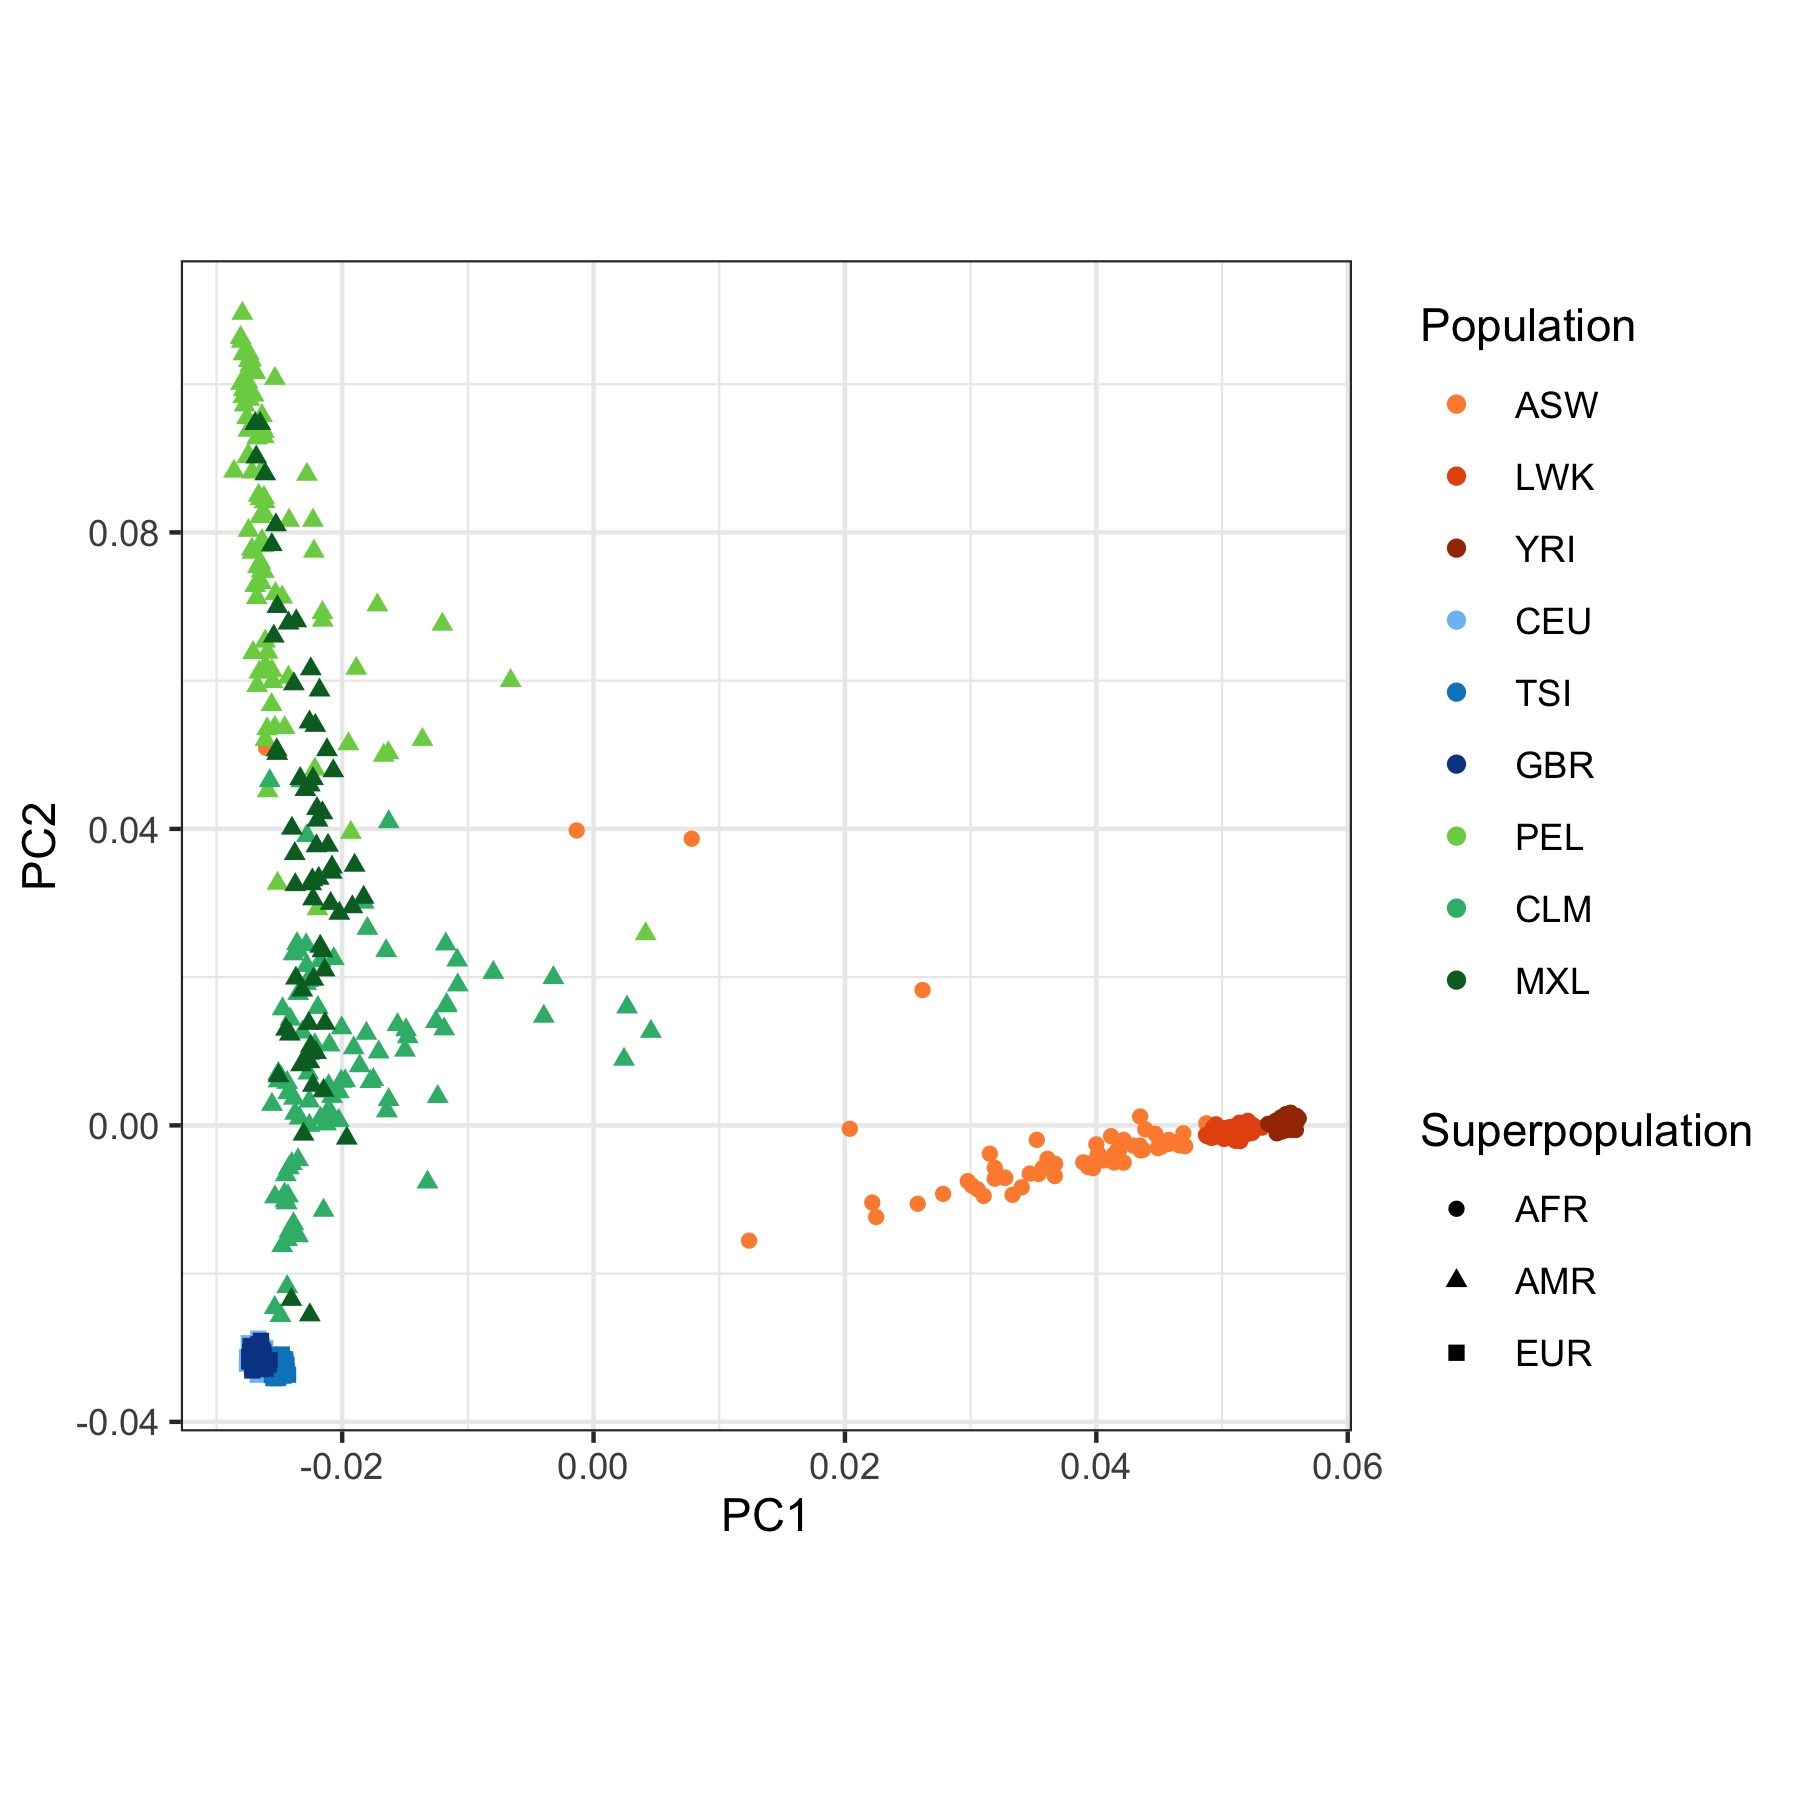 0.08
0.04
0.00
-0.04
PC2
-0.02
0.00
0.02
0.04
0.06
PC1
Population
ASW
LWK
YRI
CEU
TSI
GBR
PEL
CLM
MXL
Superpopulation
AFR
AMR
EUR